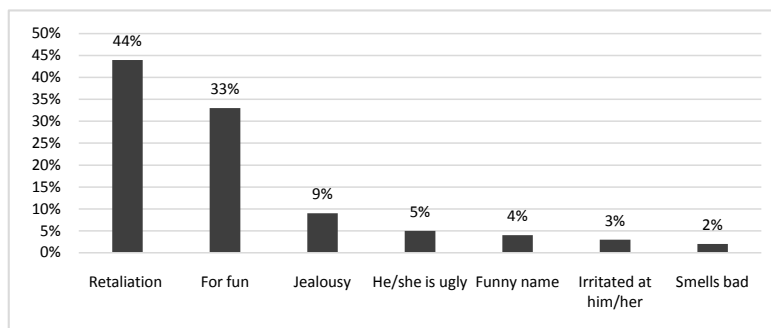 50%
45%
40%
35%
30%
25%
20%
15%
10%
5%
0%
44%
33%
9%
5%
4%
3%
2%
Retaliation
For fun
Jealousy
He/she is ugly
Funny name
Irritated at
him/her
Smells bad